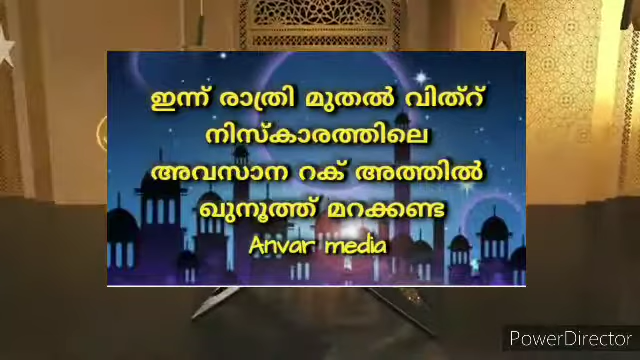 ഇന്ന് രാത്രി മുതൽ വിത്റ്
നിസ്കാരത്തിലെ
അവസാന റക് അത്തിൽ
ഖുനൂത്ത് മറക്കണ്ട
Anvar media
PowerDirector